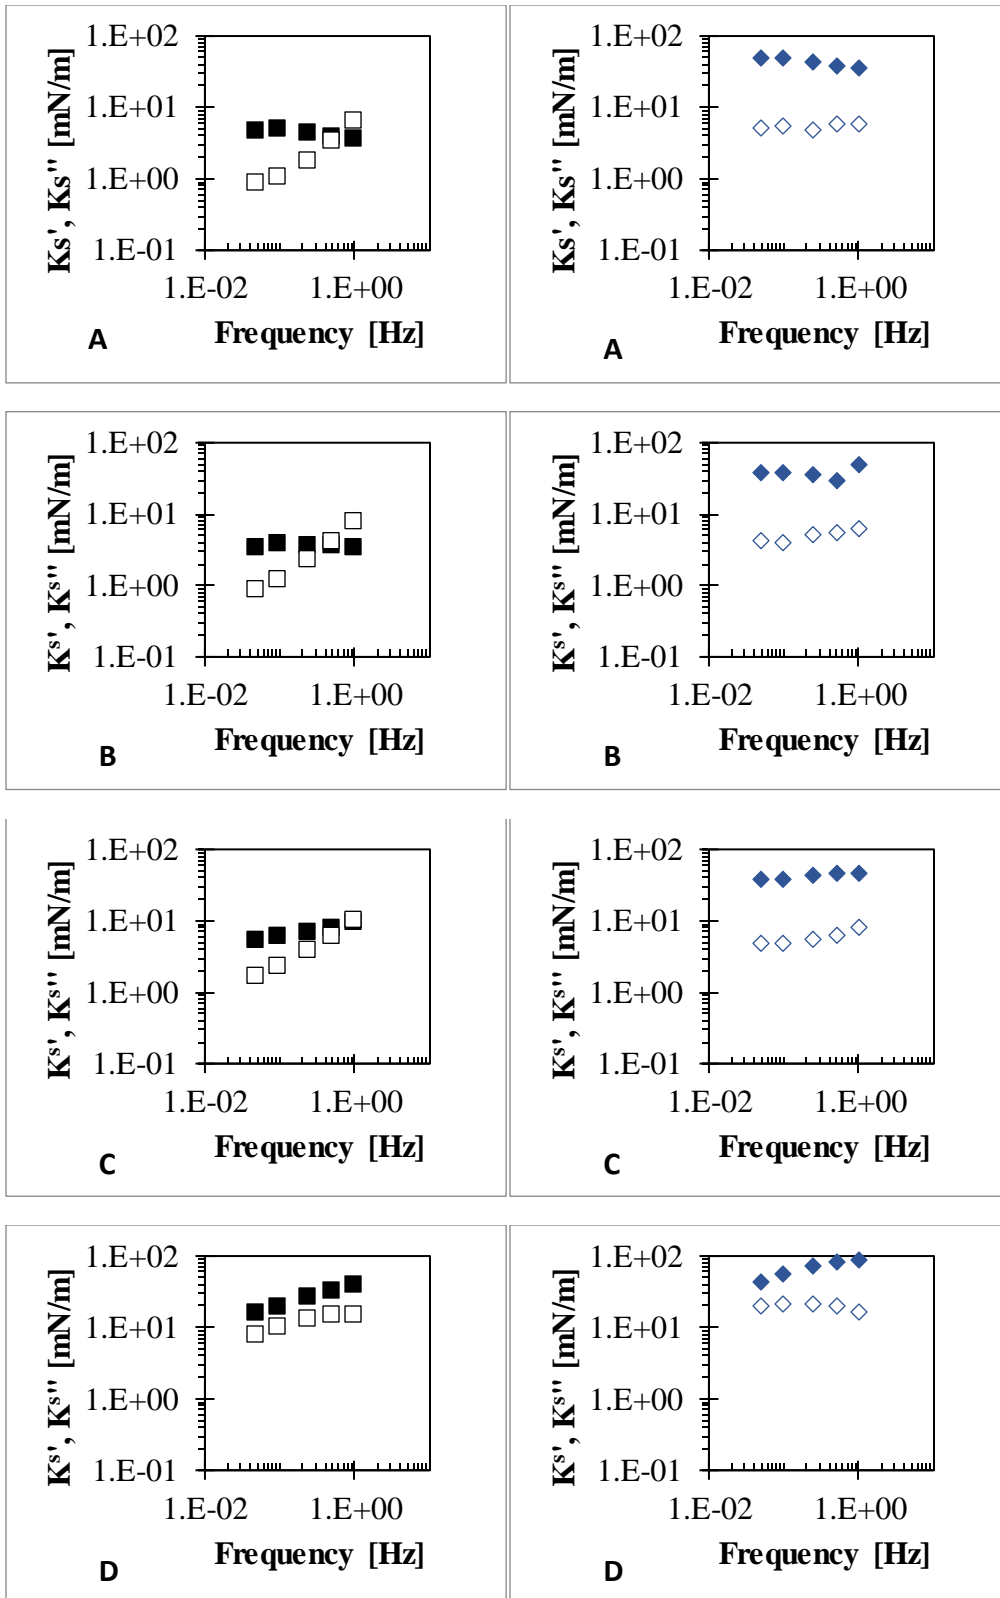 Ks', Ks'' [mN/m]
1.E+02
1.E+01
1.E+00
1.E-01
1.E-02 1.E+00
Frequency [Hz]
A
Ks', Ks'' [mN/m]
1.E+02
1.E+01
1.E+00
1.E-01
1.E-02 1.E+00
Frequency [Hz]
A
Kˢ', Kˢ'' [mN/m]
1.E+02
1.E+01
1.E+00
1.E-01
1.E-02 1.E+00
Frequency [Hz]
B
Kˢ', Kˢ'' [mN/m]
1.E+02
1.E+01
1.E+00
1.E-01
1.E-02 1.E+00
Frequency [Hz]
B
Kˢ', Kˢ'' [mN/m]
1.E+02
1.E+01
1.E+00
1.E-01
1.E-02 1.E+00
Frequency [Hz]
C
Kˢ', Kˢ'' [mN/m]
1.E+02
1.E+01
1.E+00
1.E-01
1.E-02 1.E+00
Frequency [Hz]
C
Kˢ', Kˢ'' [mN/m]
1.E+02
1.E+01
1.E+00
1.E-01
1.E-02 1.E+00
Frequency [Hz]
D
Kˢ', Kˢ'' [mN/m]
1.E+02
1.E+01
1.E+00
1.E-01
1.E-02 1.E+00
Frequency [Hz]
D